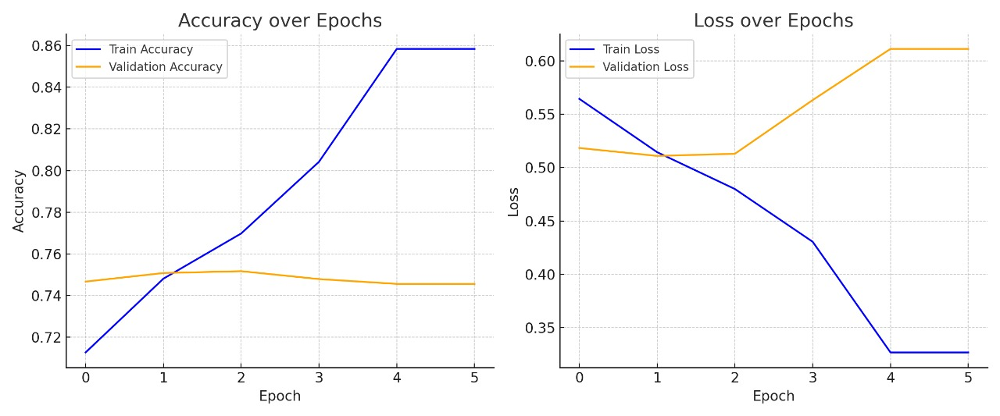 Accuracy over Epochs
Train Accuracy
Validation Accuracy
0.86
0.84
0.82
0.80
0.78
0.76
0.74
0.72
Accuracy
0 1 2 3 4 5
Epoch
Loss over Epochs
Train Loss
Validation Loss
0.60
0.55
0.50
0.45
0.40
0.35
Loss
0 1 2 3 4 5
Epoch